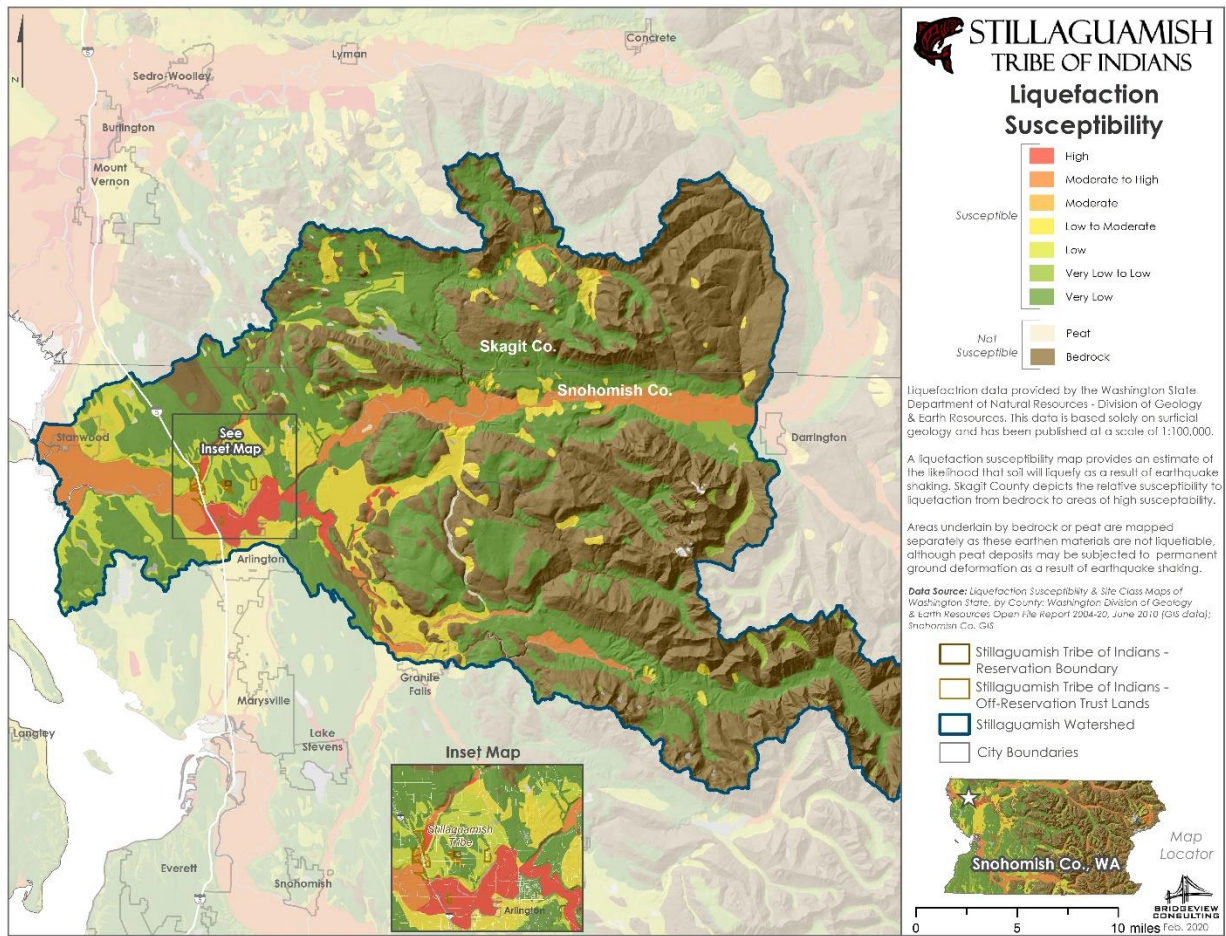 STILLAGUAMISH
TRIBE OF INDIANS
Liquefaction
Susceptibility
Susceptible
High
Moderate to High
Moderate
Low to Moderate
Low
Very Low to Low
Very Low
Not
Susceptible
Peat
Bedrock
Liquefactrion data provided by the Washington State
Department of Natural Resources - Division of Geology
& Earth Resources. This data is based solely on surficial
geology and has been published at a scale of 1:100,000.
A liquefaction susceptibility map provides an estimate of
the likelihood that soil will liquefy as a result of earthquake
shaking. Skagit County depicts the relative susceptibility to
liquefaction from bedrock to areas of high susceptability.
Areas underlain by bedrock or peat are mapped
separately as these earthen materials are not liquefiable,
although peat deposits may be subjected to permanent
ground deformation as a result of earthquake shaking.
Data Source: Liquefaction Susceptibility & Site Class Maps of
Washington State, by County: Washington Division of Geology
& Earth Resources Open File Report 2004-20, June 2010 (GIS data);
Snohomish Co. GIS
Stillaguamish Tribe of Indians -
Reservation Boundary
Stillaguamish Tribe of Indians -
Off-Reservation Trust Lands
Stillaguamish Watershed
City Boundaries
Snohomish Co., WA
Map
Locator
0 5 10 miles
BRIDGEVIEW
CONSULTING
Feb. 2020
N
5
Lyman
Concrete
Sedro-Woolley
Burlington
Mount
Vernon
Skagit Co.
Snohomish Co.
5
Stanwood
See
Inset Map
Darrington
Arlington
Granite
Falls
Marysville
Langley
Lake
Stevens
Inset Map
Stillaguamish
Tribe
Arlington
Everett
Snohomish
5